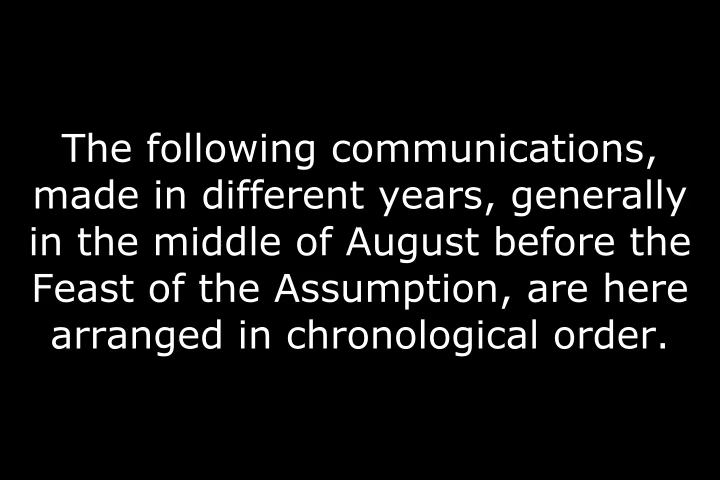 The following communications,
made in different years, generally
in the middle of August before the
Feast of the Assumption, are here
arranged in chronological order.